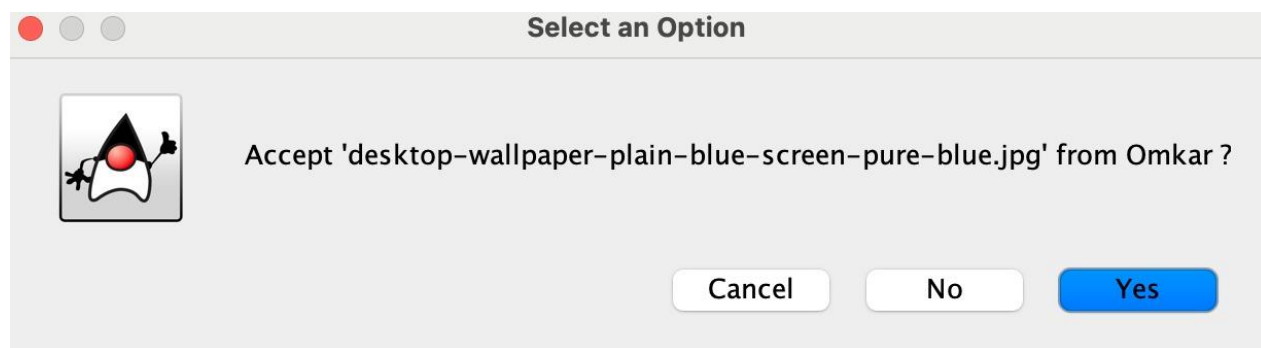 Select an Option
Accept 'desktop-wallpaper-plain-blue-screen-pure-blue.jpg' from Omkar ?
Cancel No Yes